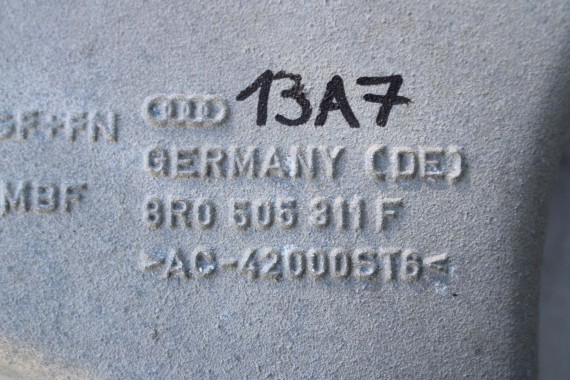 13A7
GF+FN GERMANY (DE)
MBF 8R0 505 311 F
>AC-42000ST6<